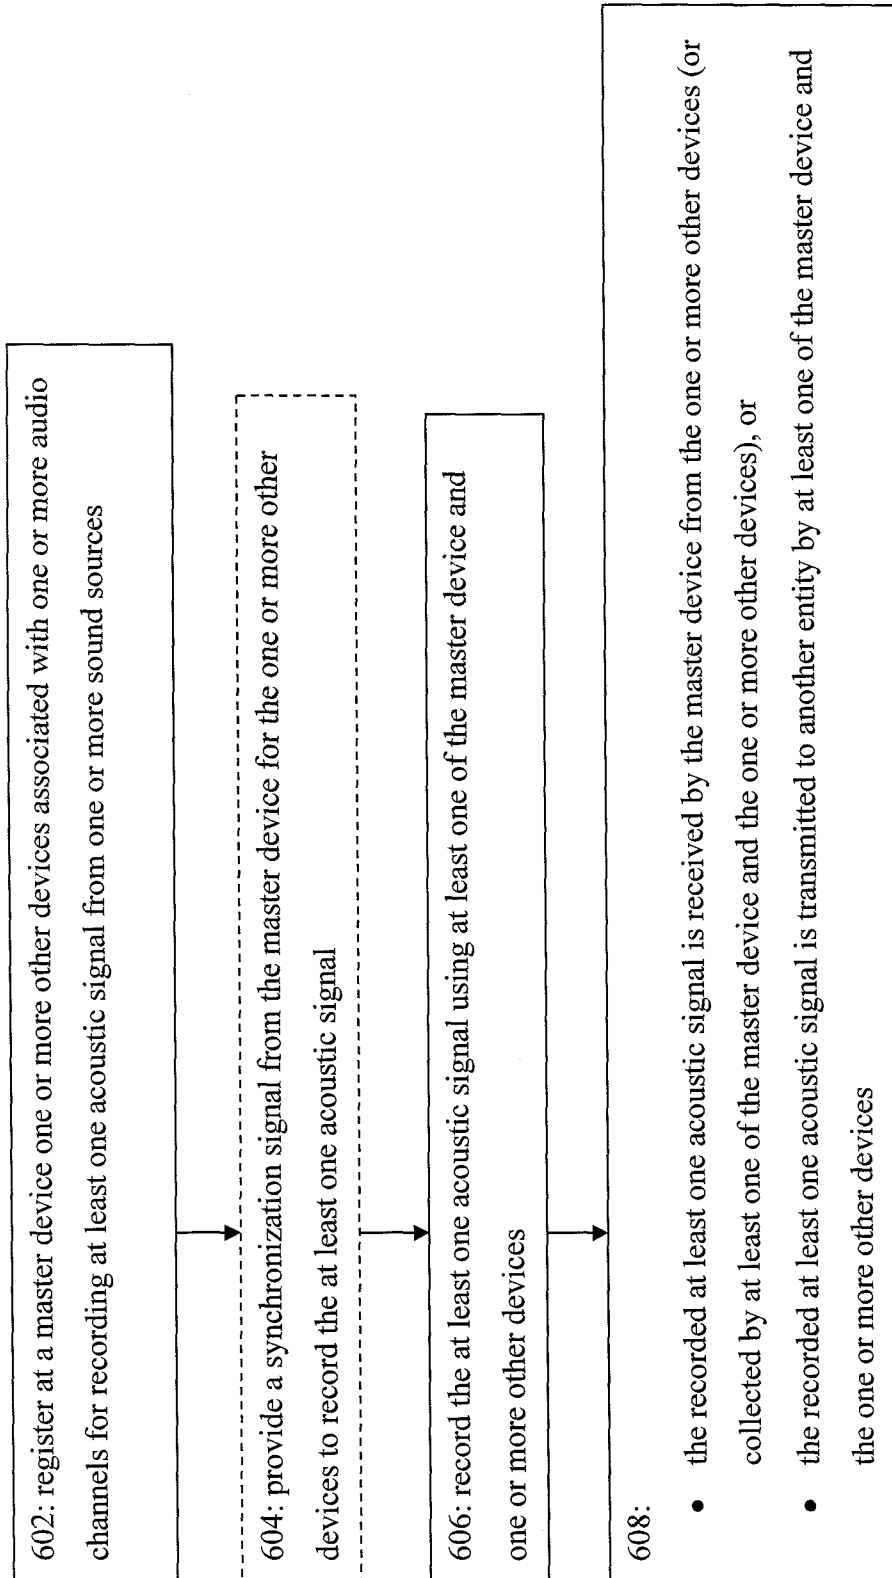 602: register at a master device one or more other devices associated with one or more audio
channels for recording at least one acoustic signal from one or more sound sources
604: provide a synchronization signal from the master device for the one or more other
devices to record the at least one acoustic signal
606: record the at least one acoustic signal using at least one of the master device and
one or more other devices
608:
• the recorded at least one acoustic signal is received by the master device from the one or more other devices (or
collected by at least one of the master device and the one or more other devices), or
• the recorded at least one acoustic signal is transmitted to another entity by at least one of the master device and
the one or more other devices